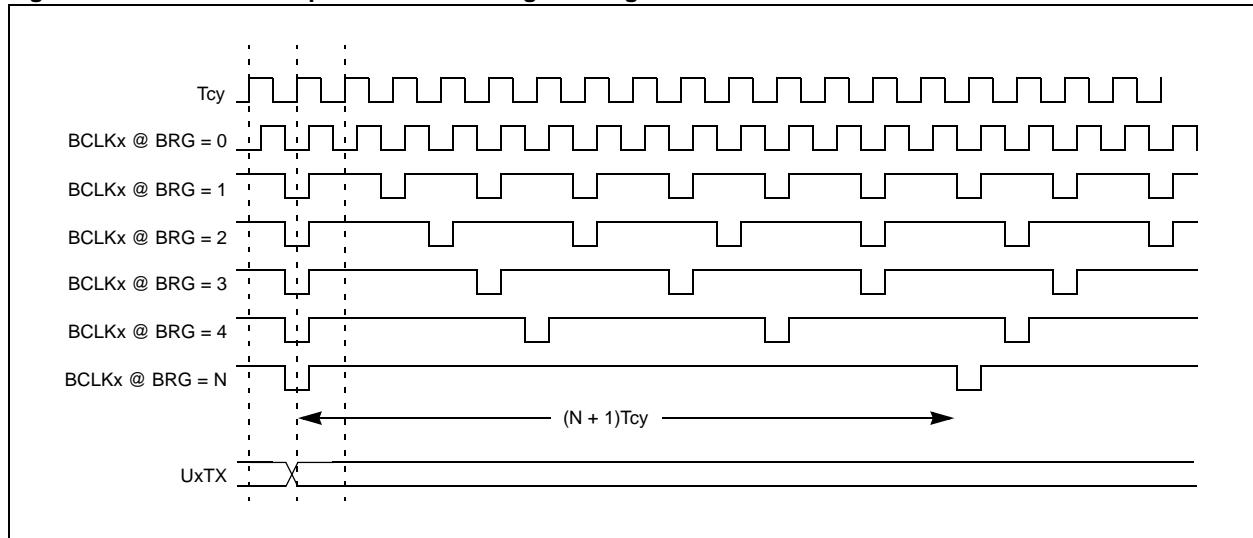 Tcy
BCLKx @ BRG = 0
BCLKx @ BRG = 1
BCLKx @ BRG = 2
BCLKx @ BRG = 3
BCLKx @ BRG = 4
BCLKx @ BRG = N
(N + 1)Tcy
UxTX